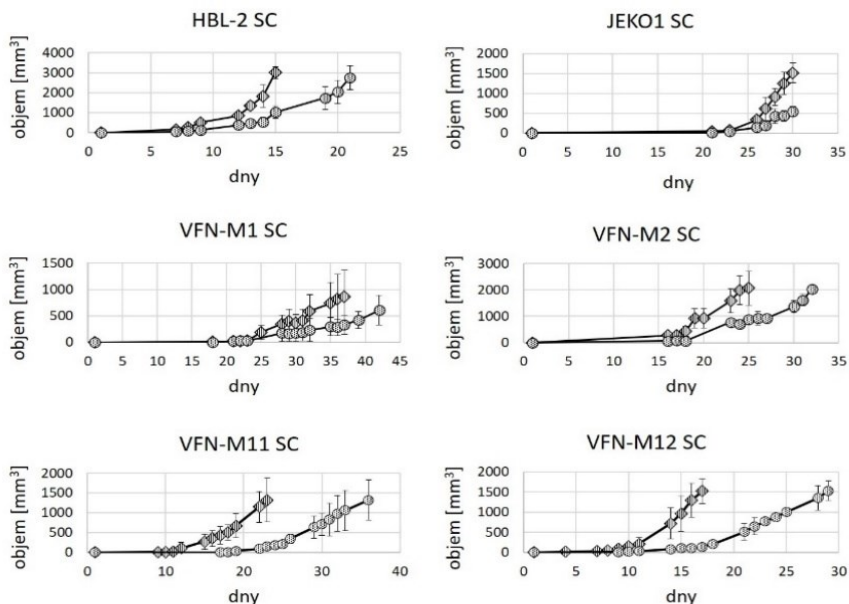 HBL-2 SC
objem [mm³]
4000
3000
2000
1000
0
0 5 10 15 20 25
dny
JEKO1 SC
objem [mm³]
2000
1500
1000
500
0
0 5 10 15 20 25 30 35
dny
VFN-M1 SC
objem [mm³]
1500
1000
500
0
0 5 10 15 20 25 30 35 40 45
dny
VFN-M2 SC
objem [mm³]
3000
2000
1000
0
0 5 10 15 20 25 30 35
dny
VFN-M11 SC
objem [mm³]
2000
1500
1000
500
0
0 10 20 30 40
dny
VFN-M12 SC
objem [mm³]
2000
1500
1000
500
0
0 5 10 15 20 25 30
dny